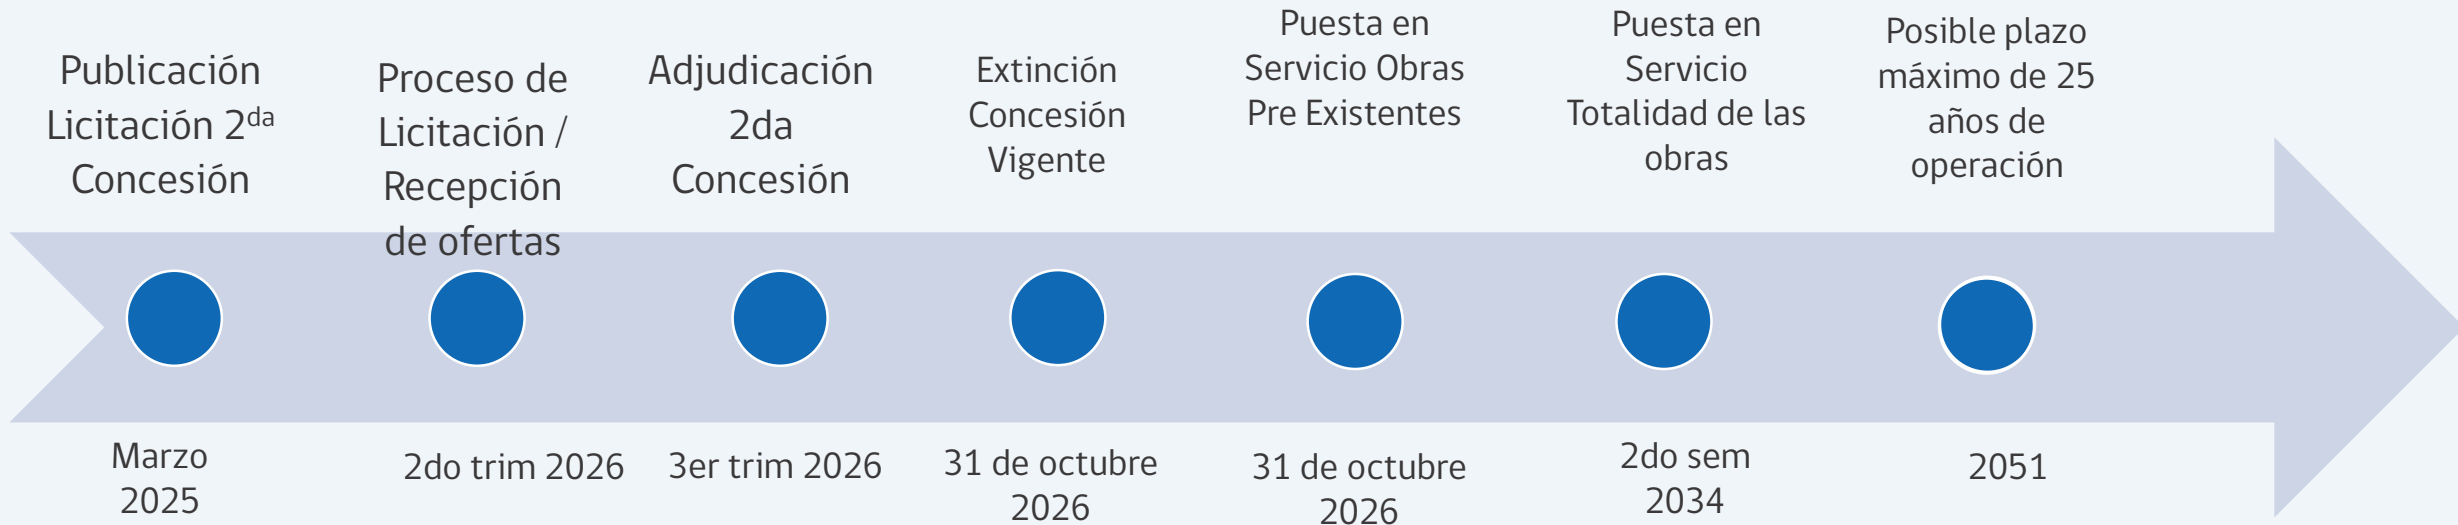 Publicación
Licitación 2da
Concesión
Proceso de
Licitación /
Recepción
de ofertas
Adjudicación
2da
Concesión
Extinción
Concesión
Vigente
Puesta en
Servicio Obras
Pre Existentes
Puesta en
Servicio
Totalidad de las
obras
Posible plazo
máximo de 25
años de
operación
Marzo
2025
2do trim 2026
3er trim 2026
31 de octubre
2026
31 de octubre
2026
2do sem
2034
2051